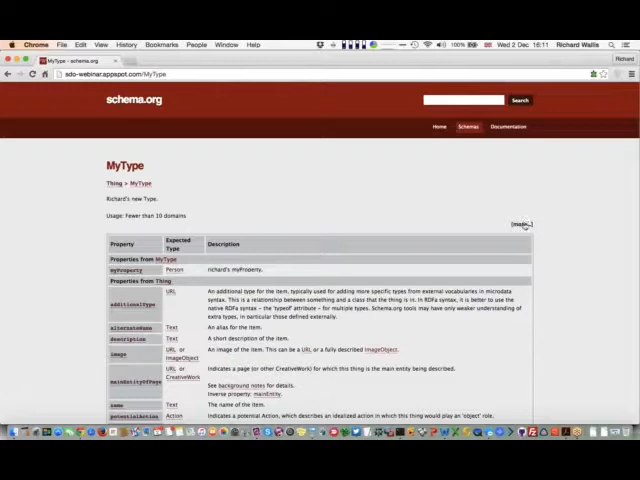 Chrome File Edit View History Bookmarks People Window Help 100% Wed 2 Dec 16:11 Richard Wallis
MyType - schema.org Richard
sdo-webinar.appspot.com/MyType
schema.org Search
Home Schemas Documentation
MyType
Thing > MyType
Richard's new Type.
Usage: Fewer than 10 domains
Property Expected Type Description
Properties from MyType
myProperty Person richard's myProperty.
Properties from Thing
additionalType URL An additional type for the item, typically used for adding more specific types from external vocabularies in microdata
syntax. This is a relationship between something and a class that the thing is in. In RDFa syntax, it is better to use the
native RDFa syntax - the 'typeof' attribute - for multiple types. Schema.org tools may have only weaker understanding of
extra types, in particular those defined externally.
alternateName Text An alias for the item.
description Text A short description of the item.
image URL or ImageObject An image of the item. This can be a URL or a fully described ImageObject.
mainEntityOfPage URL or CreativeWork Indicates a page (or other CreativeWork) for which this thing is the main entity being described.
See background notes for details.
Inverse property: mainEntity.
name Text The name of the item.
potentialAction Action Indicates a potential Action, which describes an idealized action in which this thing would play an 'object' role.